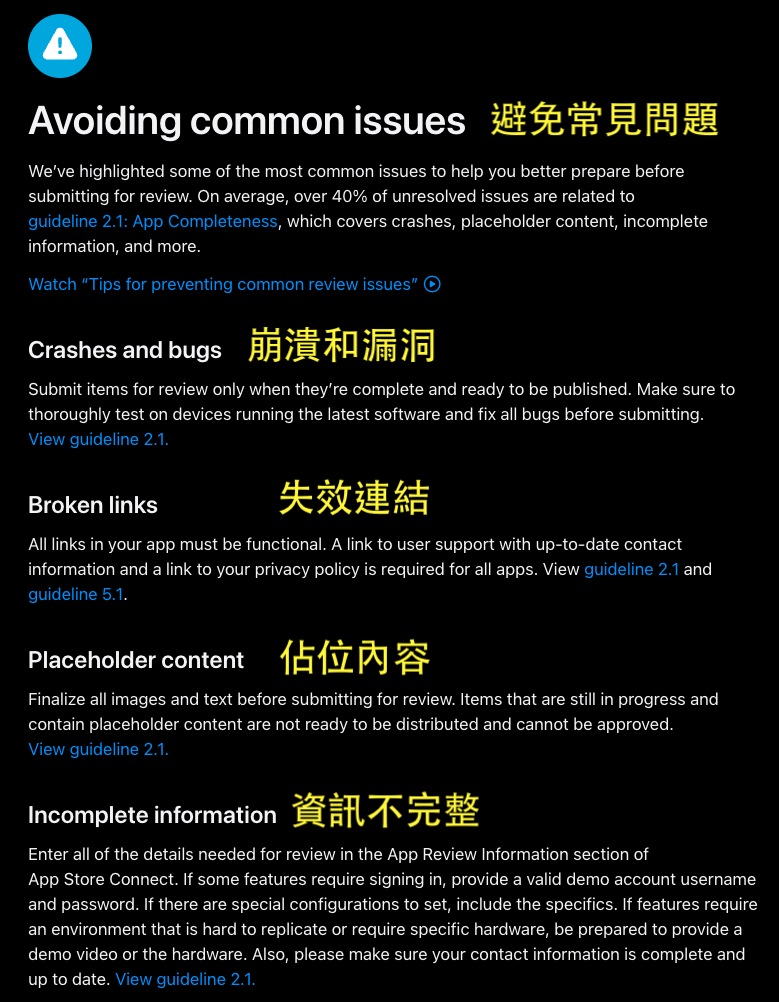 Avoiding common issues 避免常見問題
We've highlighted some of the most common issues to help you better prepare before
submitting for review. On average, over 40% of unresolved issues are related to
guideline 2.1: App Completeness, which covers crashes, placeholder content, incomplete
information, and more.
Watch “Tips for preventing common review issues”
Crashes and bugs 崩潰和漏洞
Submit items for review only when they’re complete and ready to be published. Make sure to
thoroughly test on devices running the latest software and fix all bugs before submitting.
View guideline 2.1.
Broken links 失效連結
All links in your app must be functional. A link to user support with up-to-date contact
information and a link to your privacy policy is required for all apps. View guideline 2.1 and
guideline 5.1.
Placeholder content 佔位內容
Finalize all images and text before submitting for review. Items that are still in progress and
contain placeholder content are not ready to be distributed and cannot be approved.
View guideline 2.1.
Incomplete information 資訊不完整
Enter all of the details needed for review in the App Review Information section of
App Store Connect. If some features require signing in, provide a valid demo account username
and password. If there are special configurations to set, include the specifics. If features require
an environment that is hard to replicate or require specific hardware, be prepared to provide a
demo video or the hardware. Also, please make sure your contact information is complete and
up to date. View guideline 2.1.